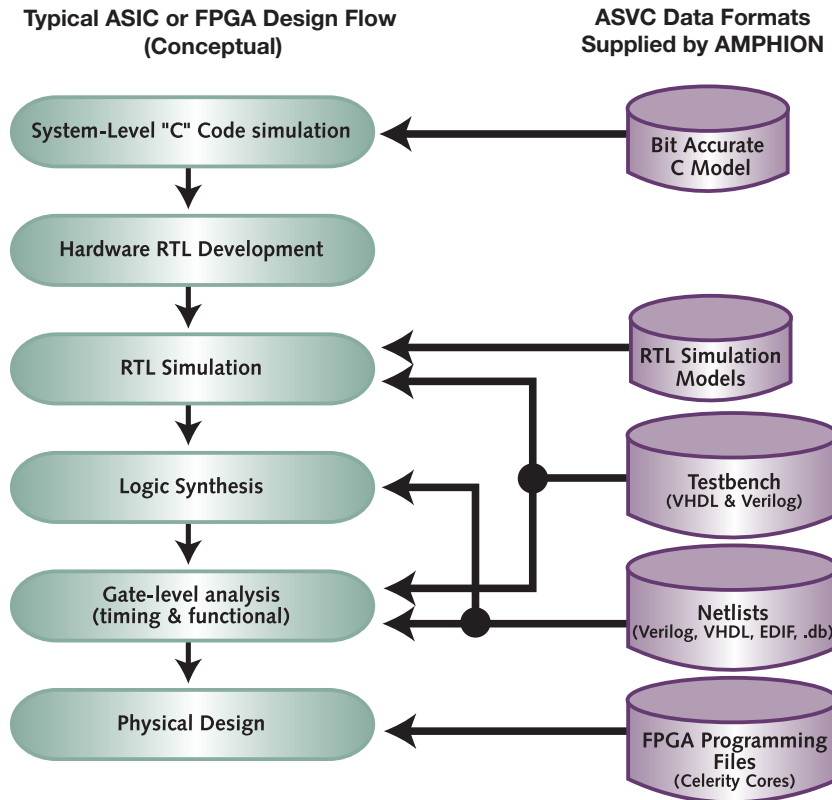 Typical ASIC or FPGA Design Flow
(Conceptual)
ASVC Data Formats
Supplied by AMPHION
System-Level "C" Code simulation
Bit Accurate
C Model
Hardware RTL Development
RTL Simulation
RTL Simulation
Models
Logic Synthesis
Testbench
(VHDL & Verilog)
Gate-level analysis
(timing & functional)
Netlists
(Verilog, VHDL, EDIF, .db)
Physical Design
FPGA Programming
Files
(Celerity Cores)